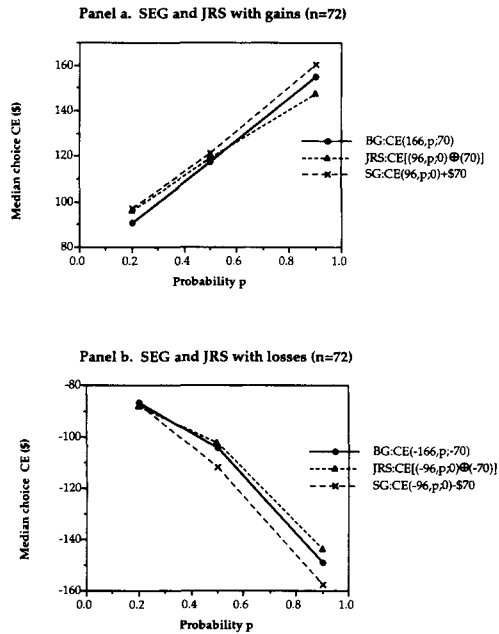 Panel a. SEG and JRS with gains (n=72)
Median choice CE ($)
160
140
120
100
80
0.0 0.2 0.4 0.6 0.8 1.0
Probability p
BG:CE(166,p;70)
JRS:CE[(96,p;0)⊕(70)]
SG:CE(96,p;0)+$70
Panel b. SEG and JRS with losses (n=72)
Median choice CE ($)
-80
-100
-120
-140
-160
0.0 0.2 0.4 0.6 0.8 1.0
Probability p
BG:CE(-166,p;-70)
JRS:CE[(-96,p;0)⊕(-70)]
SG:CE(-96,p;0)-$70